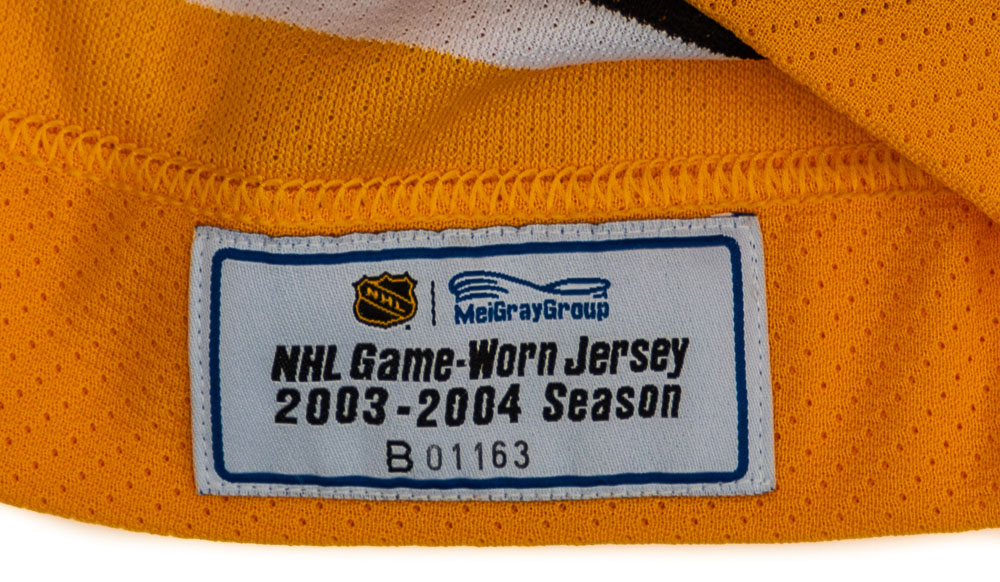 NHL
MeiGrayGroup
NHL Game-Worn Jersey
2003-2004 Season
B 01163